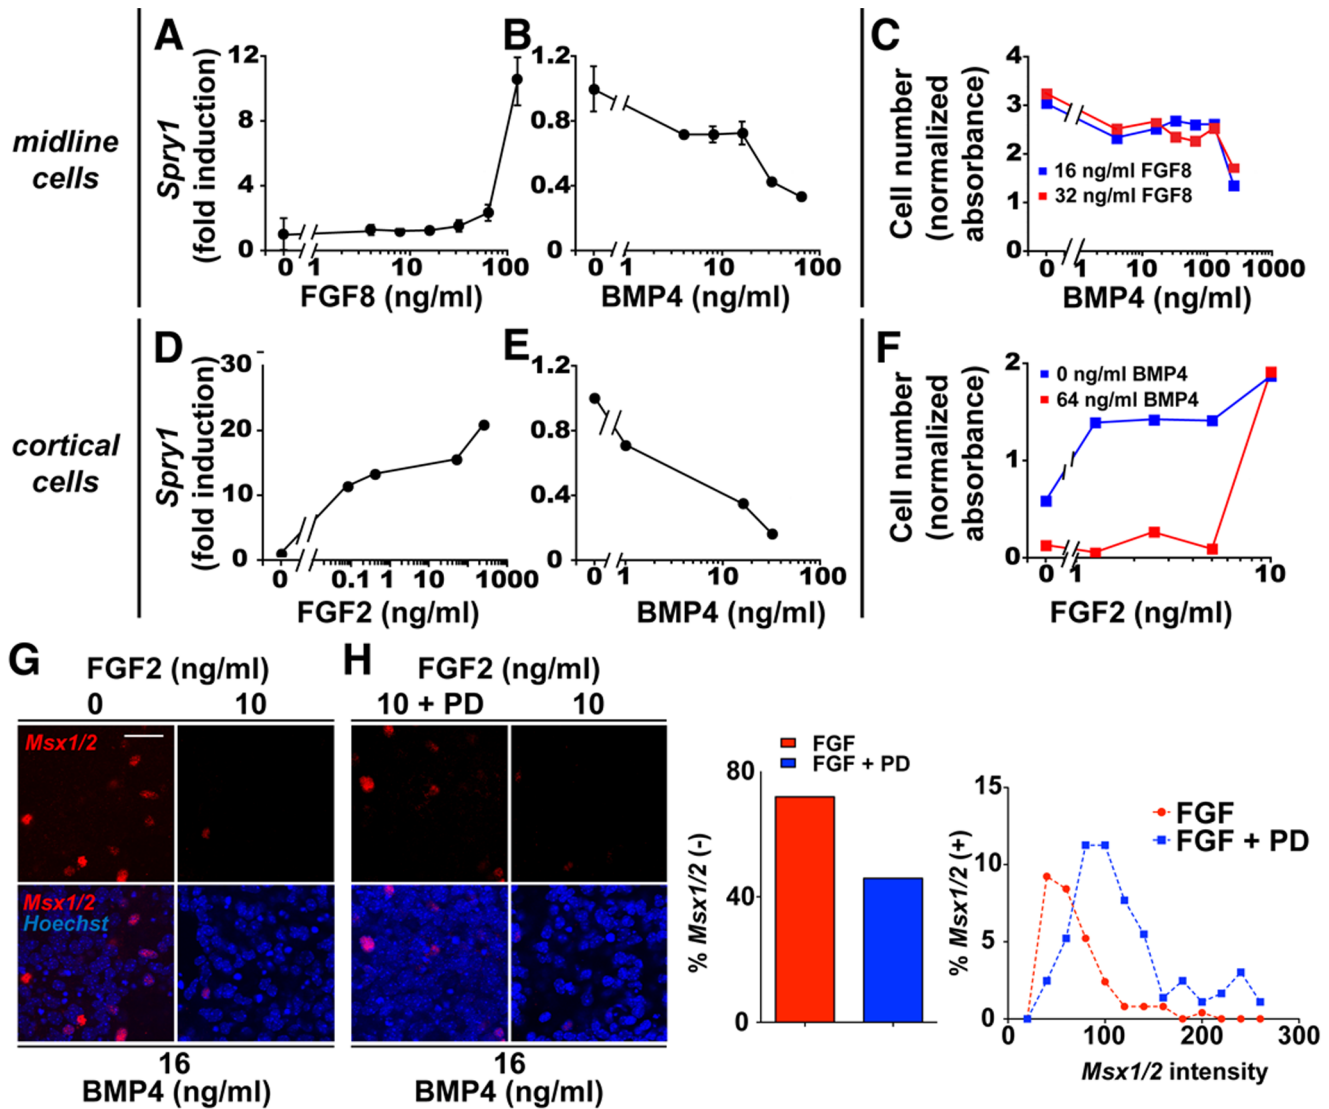 midline
cells
A
Spry1
(fold induction)
12
8
4
0
0 1 10 100
FGF8 (ng/ml)
B
1.2
0.8
0.4
0
0 1 10 100
BMP4 (ng/ml)
C
Cell number
(normalized
absorbance)
4
3
2
1
0
16 ng/ml FGF8
32 ng/ml FGF8
0 1 10 100 1000
BMP4 (ng/ml)
cortical
cells
D
Spry1
(fold induction)
30
20
10
0
0 0.1 1 10 1000
FGF2 (ng/ml)
E
1.2
0.8
0.4
0
0 1 10 100
BMP4 (ng/ml)
F
Cell number
(normalized
absorbance)
2
1
0
0 ng/ml BMP4
64 ng/ml BMP4
0 1 10
FGF2 (ng/ml)
G
FGF2 (ng/ml)
0 10
Msx1/2
Msx1/2
Hoechst
16
BMP4 (ng/ml)
H
FGF2 (ng/ml)
10 + PD 10
16
BMP4 (ng/ml)
FGF
FGF + PD
% Msx1/2 (-)
80
40
0
% Msx1/2 (+)
15
10
5
0
FGF
FGF + PD
0 100 200 300
Msx1/2 intensity